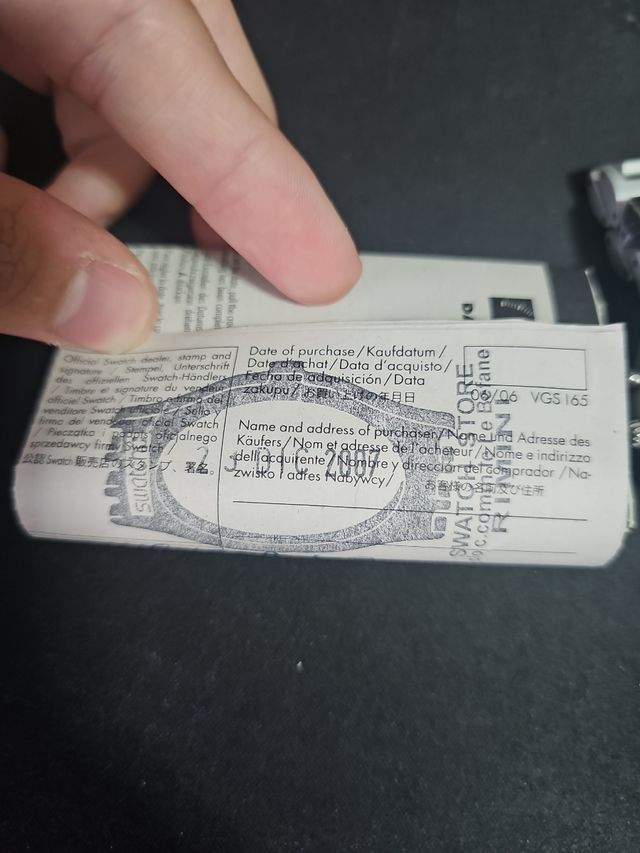 Official Swatch dealer, stamp and
signature / Stempel, Unterschrift
des offiziellen Swatch-Händlers
/ Timbre et signature du vendeur
officiel Swatch / Timbro e firma del
venditore Swatch ufficiale / Sello y
firma del vendedor oficial Swatch
/ Pieczątka i podpis oficjalnego
sprzedawcy firmy Swatch /
公認 Swatch 販売店のスタンプ、署名。
Date of purchase / Kaufdatum /
Date d'achat / Data d'acquisto /
Fecha de adquisición / Data
zakupu / お買い上げの年月日
06/06 VGS 165
Name and address of purchaser / Name und Adresse des
Käufers / Nom et adresse de l'acheteur / Nome e indirizzo
dell'acquirente / Nombre y dirección del comprador / Na-
zwisko i adres Nabywcy /
お客様の名前及び住所
DIC 2007
SWATCH STORE
c.commerc.le Befane
RIMINI
swatch